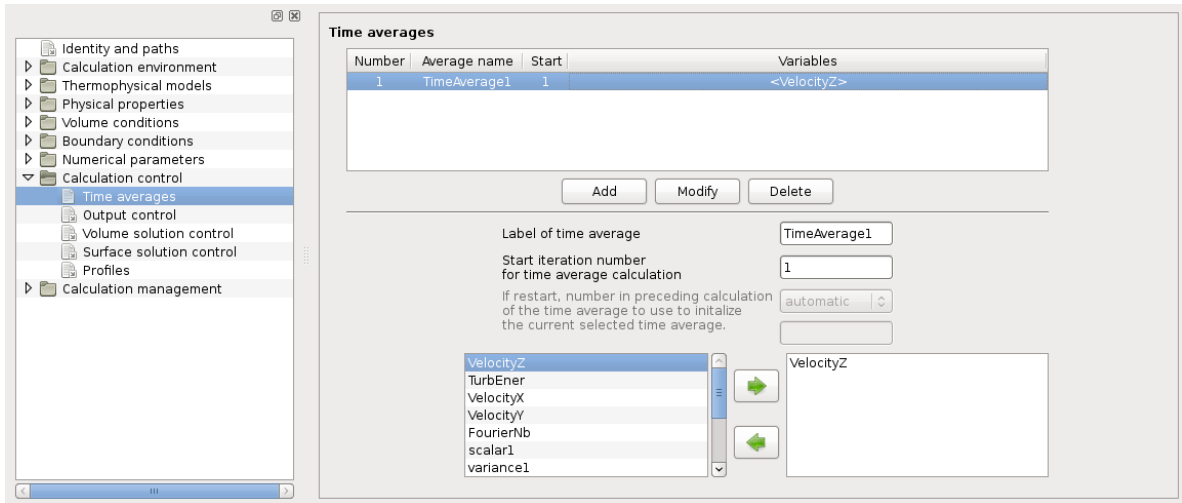 Identity and paths
Calculation environment
Thermophysical models
Physical properties
Volume conditions
Boundary conditions
Numerical parameters
Calculation control
Time averages
Output control
Volume solution control
Surface solution control
Profiles
Calculation management
Time averages
Number Average name Start Variables
1 TimeAverage1 1 <VelocityZ>
Add Modify Delete
Label of time average TimeAverage1
Start iteration number
for time average calculation 1
If restart, number in preceding calculation automatic
of the time average to use to initalize
the current selected time average.
VelocityZ
TurbEner
VelocityX
VelocityY
FourierNb
scalar1
variance1
VelocityZ